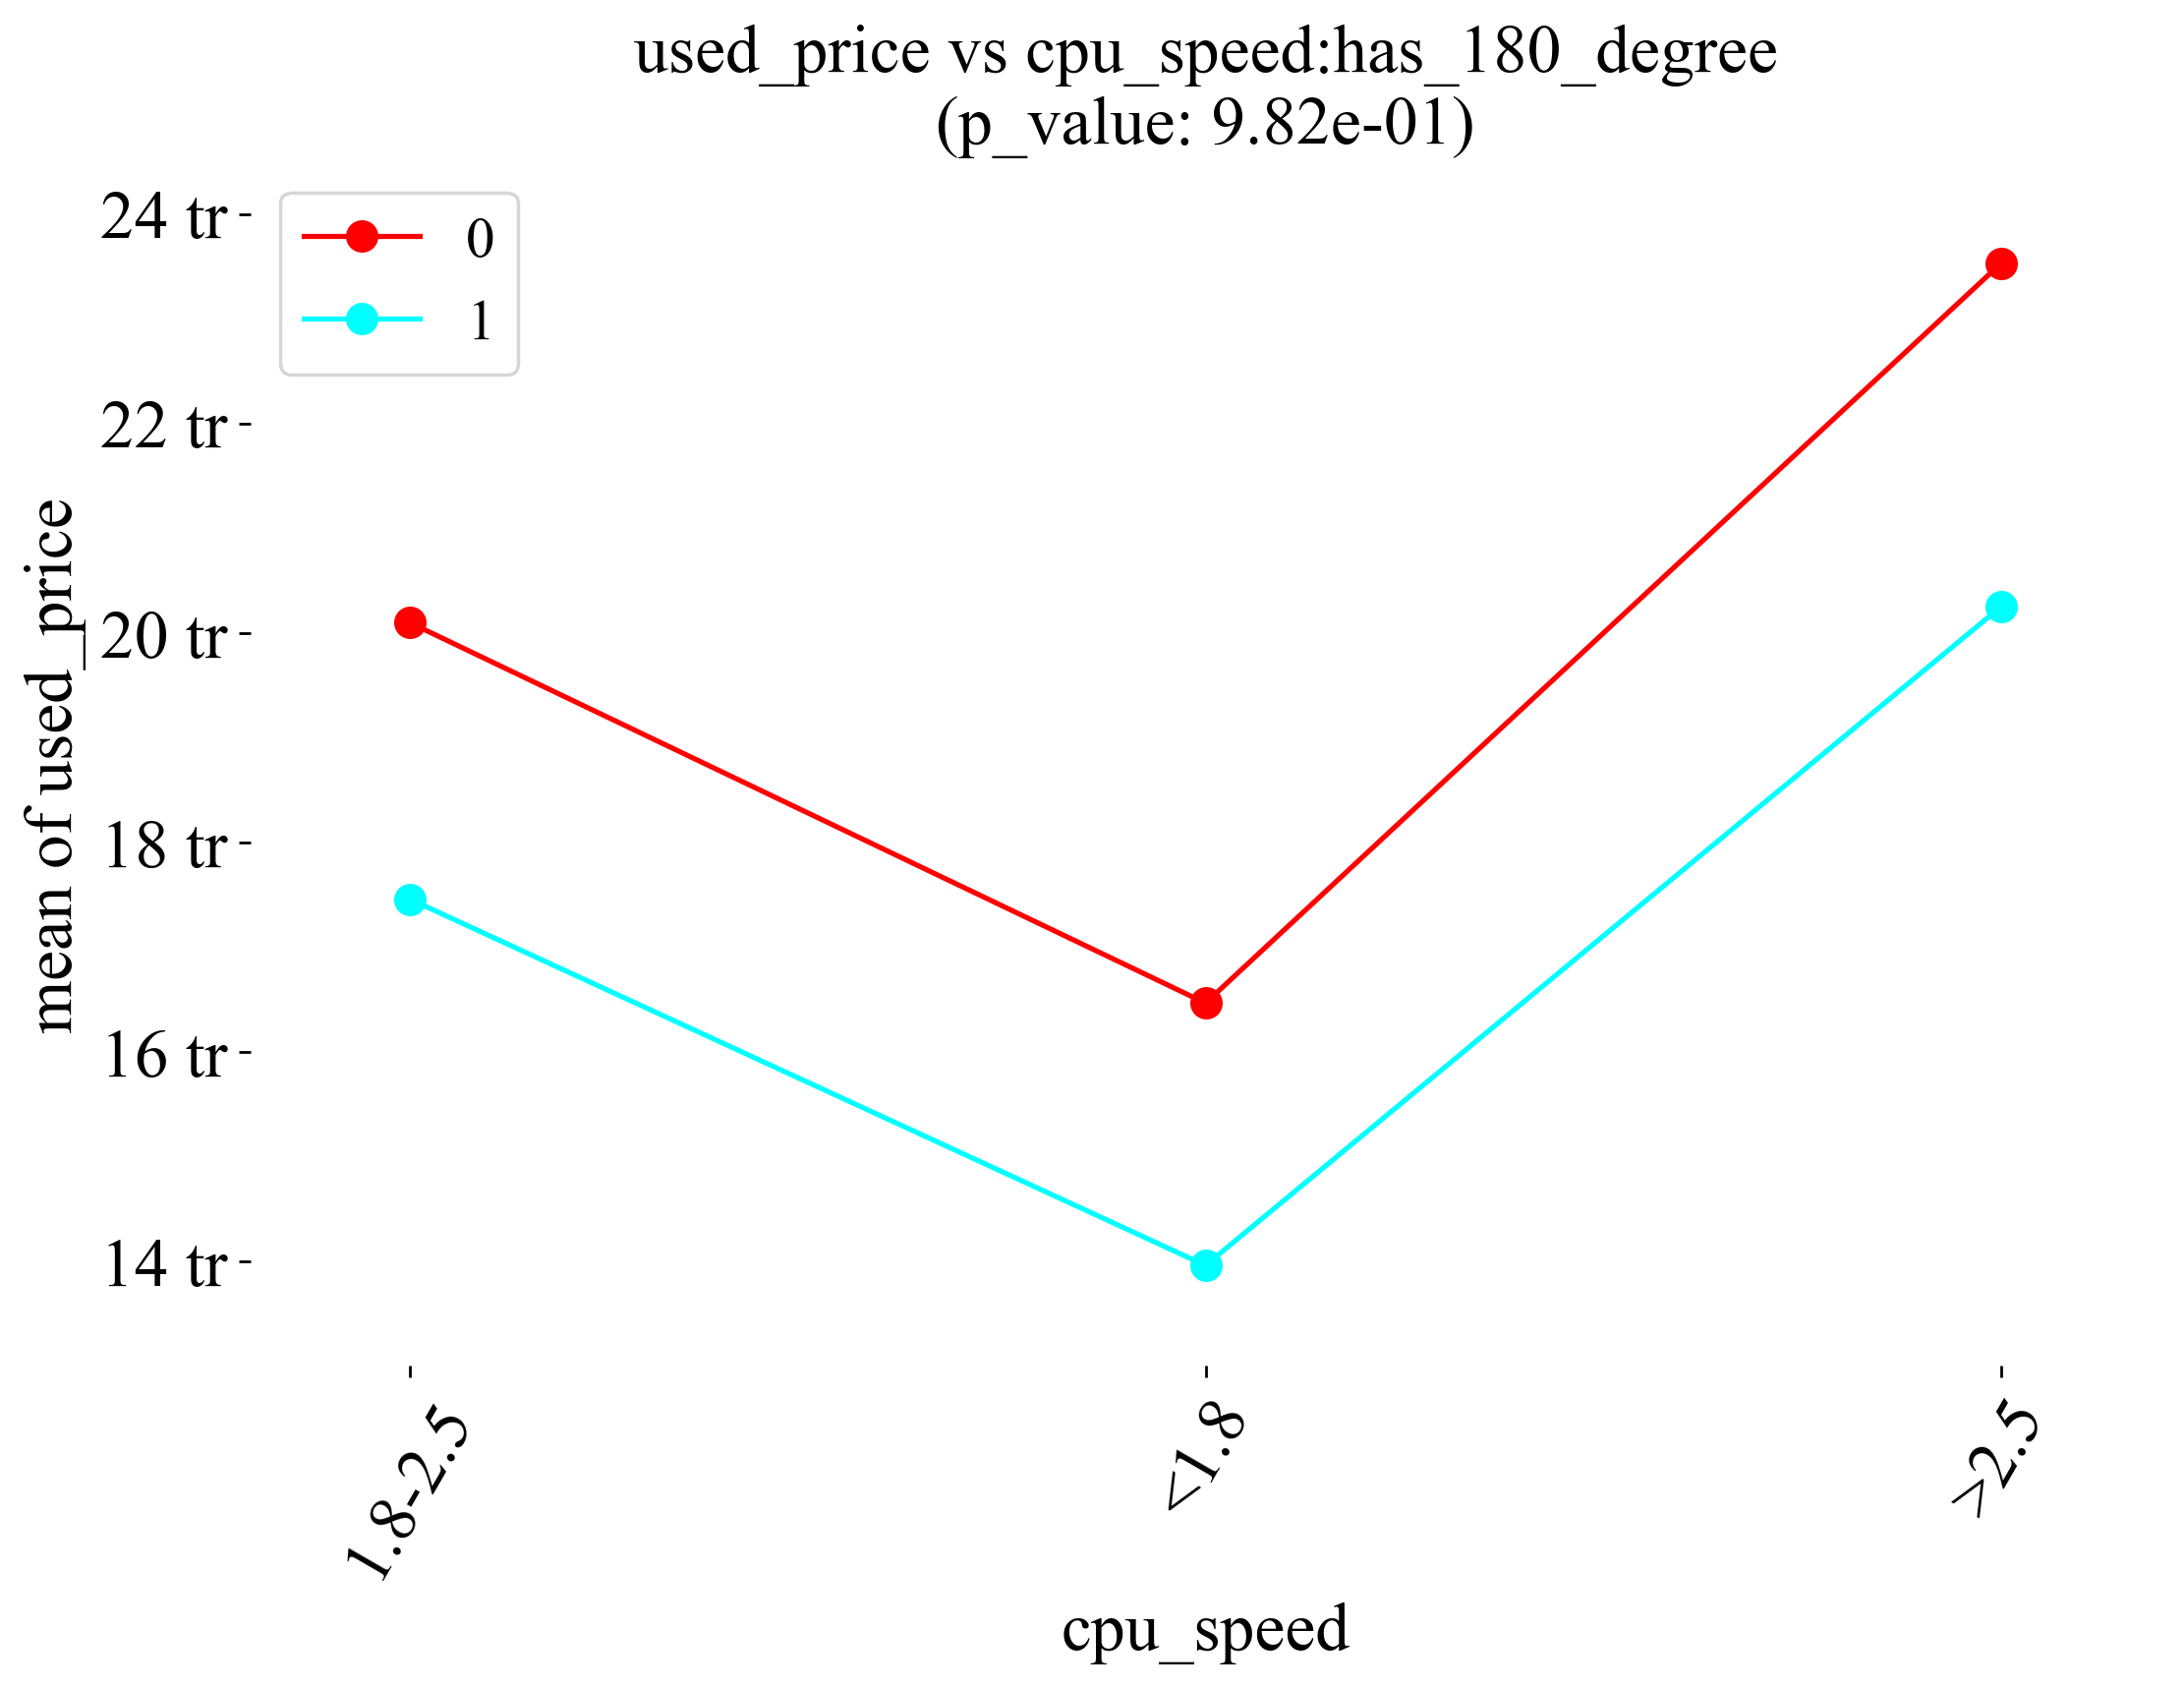 used_price vs cpu_speed:has_180_degree
(p_value: 9.82e-01)
24 tr
22 tr
20 tr
18 tr
16 tr
14 tr
0
1
mean of used_price
1.8-2.5
<1.8
>2.5
cpu_speed